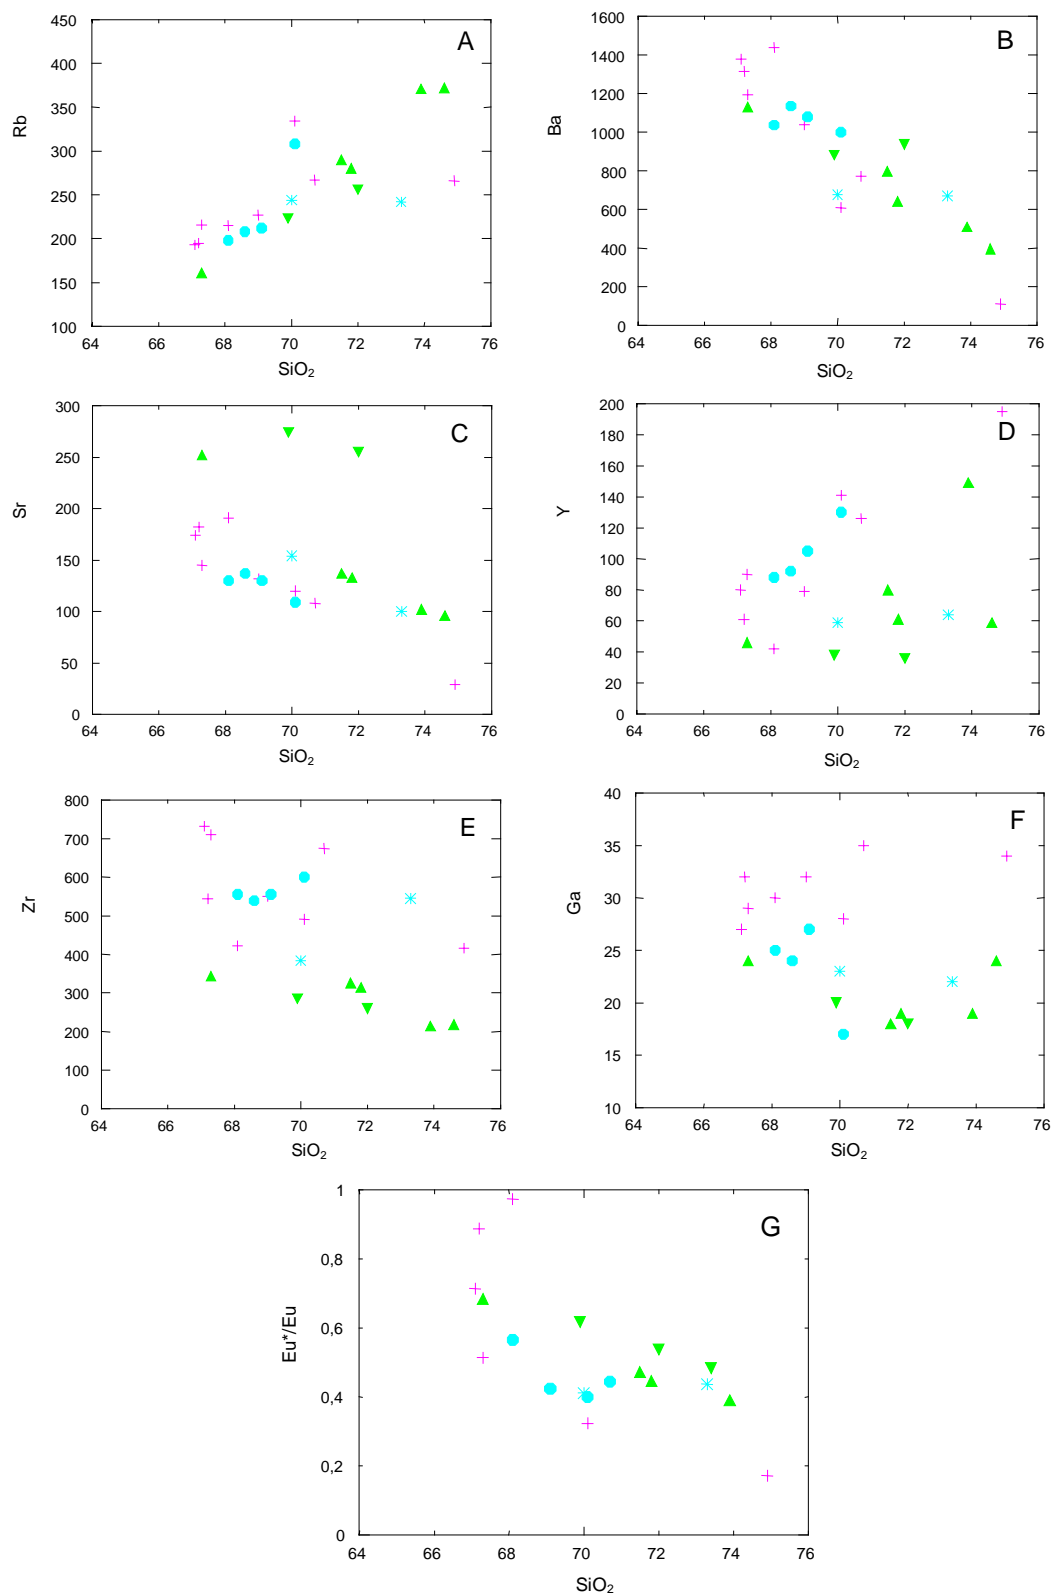 450
400
350
300
250
200
150
100
Rb
A
64 66 68 70 72 74 76
SiO₂
1600
1400
1200
1000
800
600
400
200
0
Ba
B
64 66 68 70 72 74 76
SiO₂
300
250
200
150
100
50
0
Sr
C
64 66 68 70 72 74 76
SiO₂
200
180
160
140
120
100
80
60
40
20
0
Y
D
64 66 68 70 72 74 76
SiO₂
800
700
600
500
400
300
200
100
0
Zr
E
64 66 68 70 72 74 76
SiO₂
40
35
30
25
20
15
10
Ga
F
64 66 68 70 72 74 76
SiO₂
1
0,8
0,6
0,4
0,2
0
Eu*/Eu
G
64 66 68 70 72 74 76
SiO₂